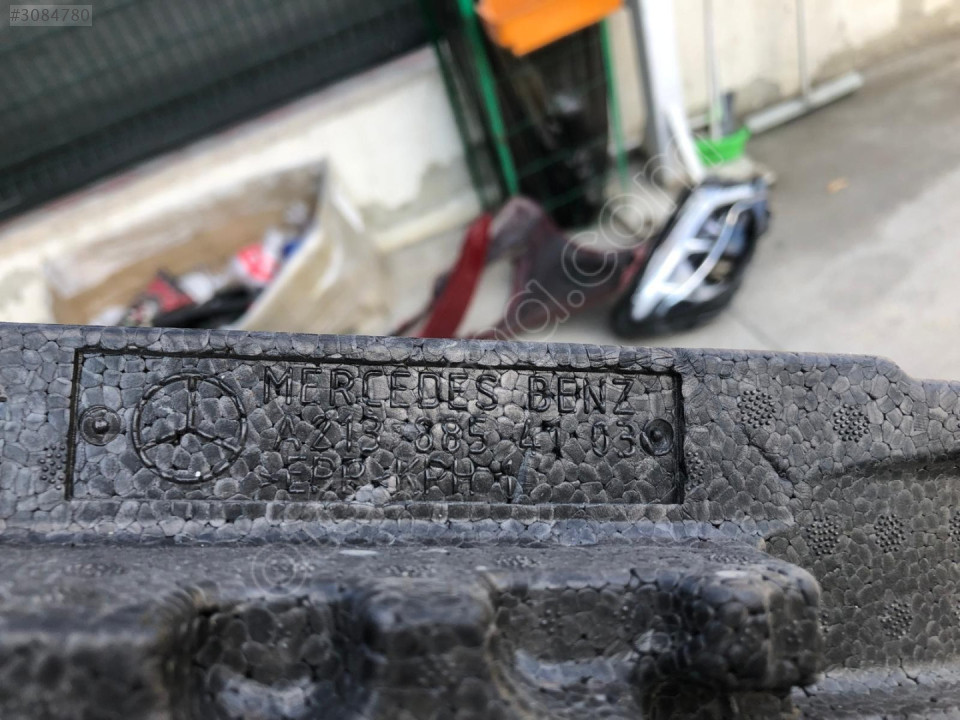 #3084780
MERCEDES BENZ
A213 885 41 03
>EPP KPH